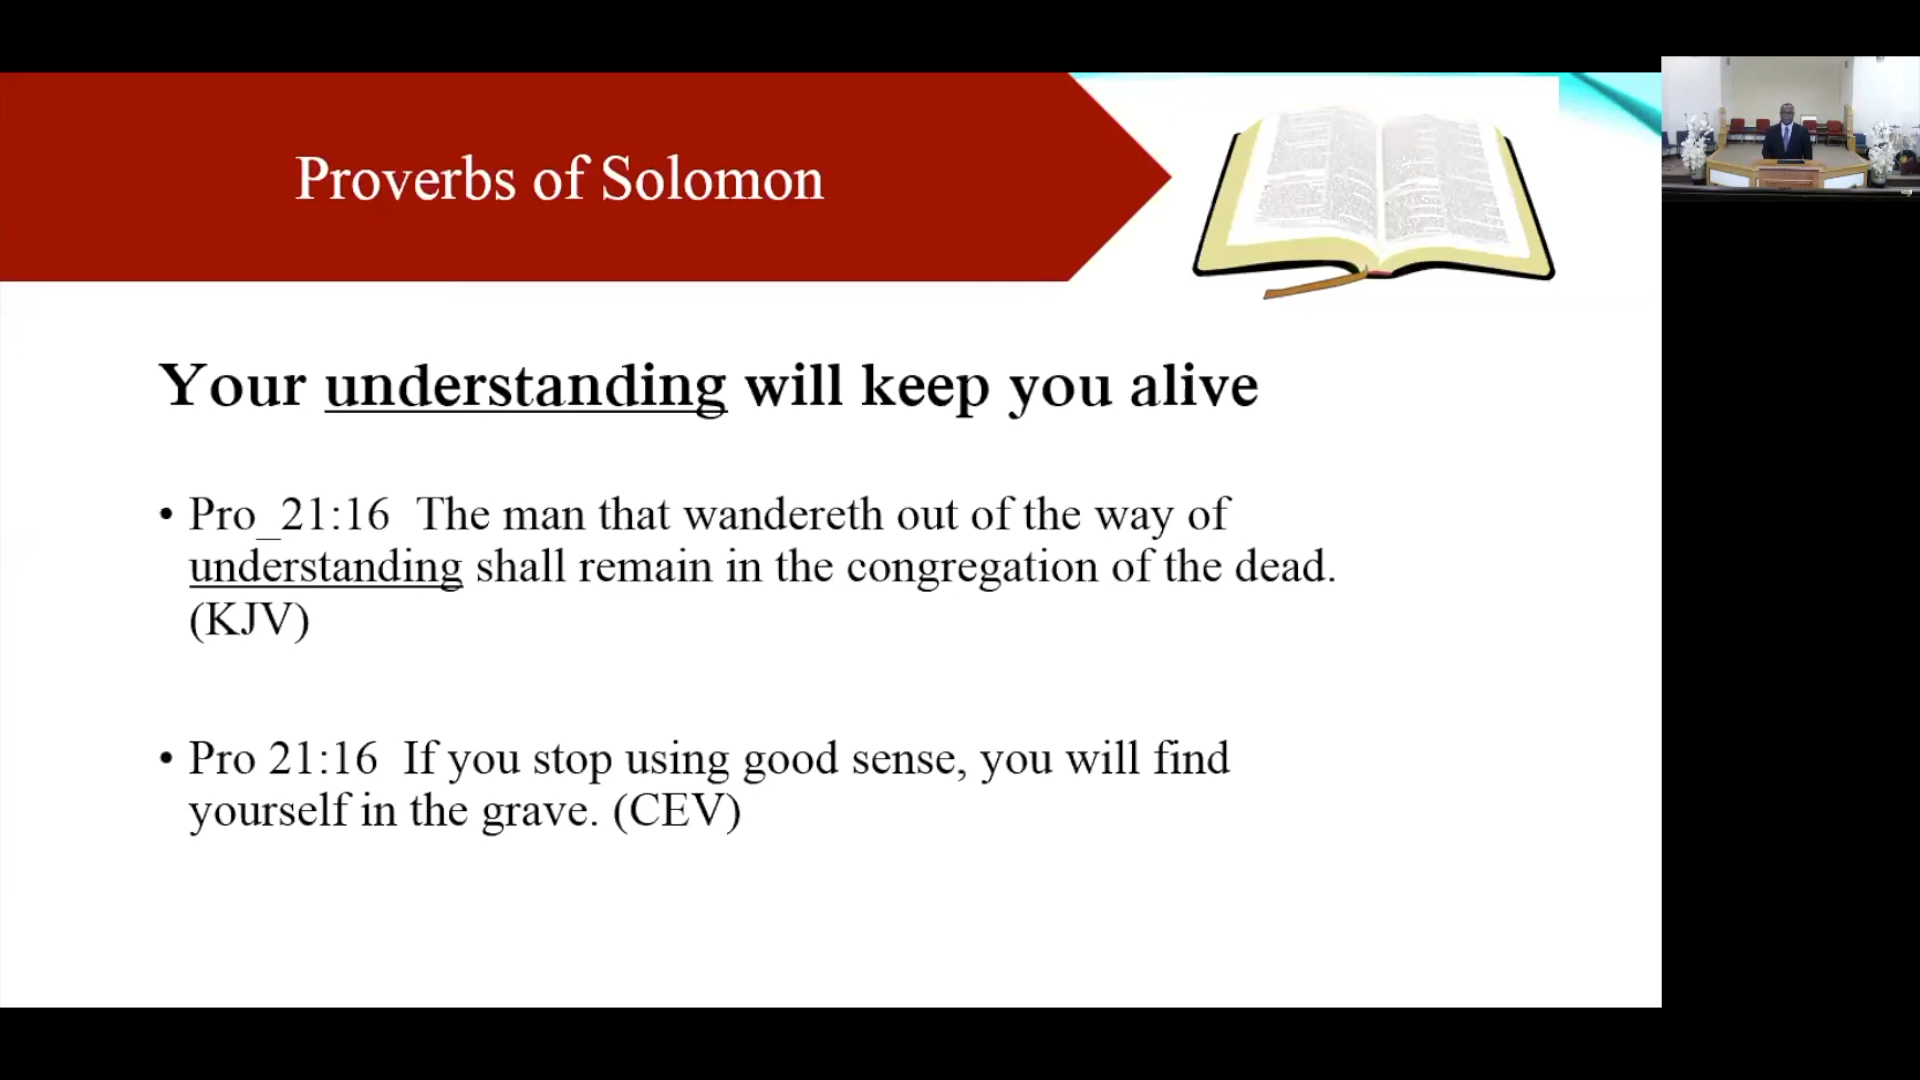 Proverbs of Solomon
Your understanding will keep you alive
• Pro_21:16 The man that wandereth out of the way of
understanding shall remain in the congregation of the dead.
(KJV)
• Pro 21:16 If you stop using good sense, you will find
yourself in the grave. (CEV)